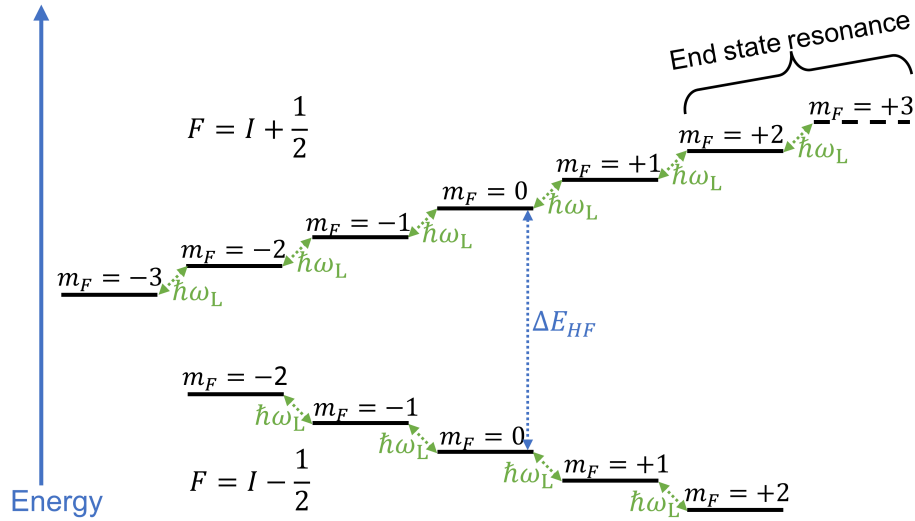 End state resonance
F = I + 1/2
m_F = +3
m_F = +2
ħω_L
m_F = +1
ħω_L
m_F = 0
ħω_L
m_F = −1
ħω_L
m_F = −2
ħω_L
m_F = −3
ħω_L
ΔE_HF
m_F = −2
ħω_L
m_F = −1
ħω_L
m_F = 0
ħω_L
m_F = +1
ħω_L
m_F = +2
F = I − 1/2
Energy